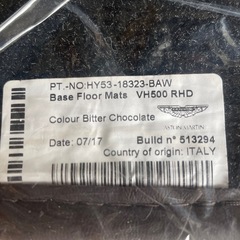 PT.-NO:HY53-18323-BAW
Base Floor Mats VH500 RHD
Colour Bitter Chocolate
ASTON MARTIN
Date: 07/17 Build n° 513294
Country of origin: ITALY